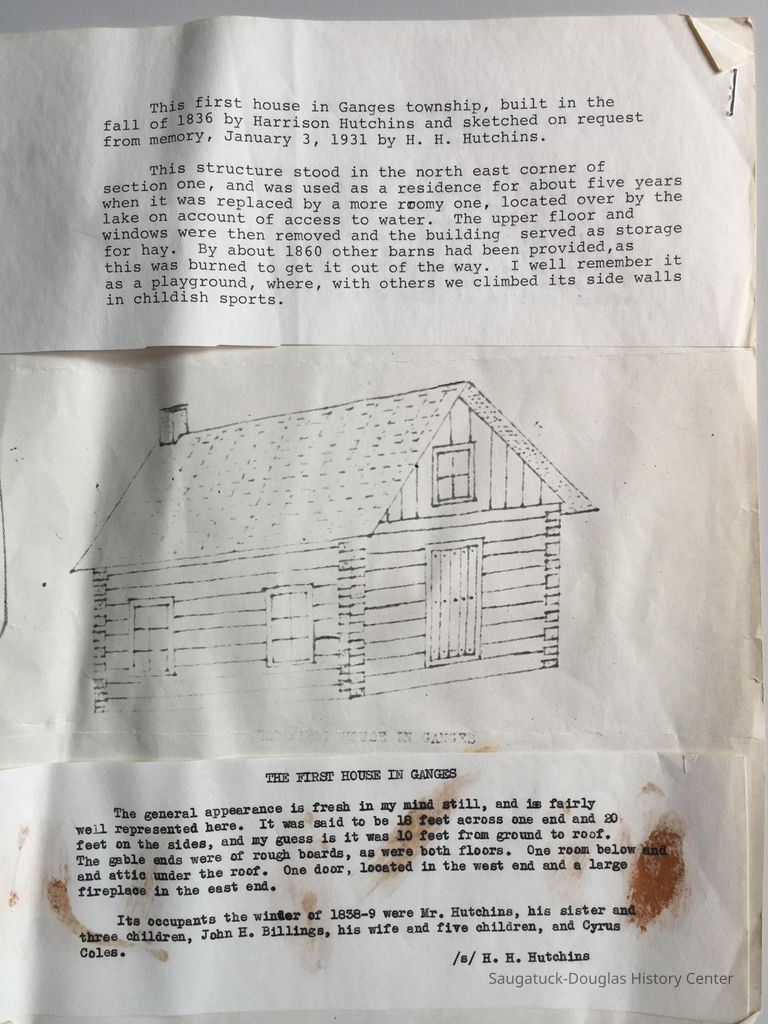 This first house in Ganges township, built in the
fall of 1836 by Harrison Hutchins and sketched on request
from memory, January 3, 1931 by H. H. Hutchins.
This structure stood in the north east corner of
section one, and was used as a residence for about five years
when it was replaced by a more roomy one, located over by the
lake on account of access to water. The upper floor and
windows were then removed and the building served as storage
for hay. By about 1860 other barns had been provided,as
this was burned to get it out of the way. I well remember it
as a playground, where, with others we climbed its side walls
in childish sports.
HOUSE IN GANGES
THE FIRST HOUSE IN GANGES
The general appearance is fresh in my mind still, and is fairly
well represented here. It was said to be 18 feet across one end and 20
feet on the sides, and my guess is it was 10 feet from ground to roof.
The gable ends were of rough boards, as were both floors. One room below and
and attic under the roof. One door, located in the west end and a large
fireplace in the east end.
Its occupants the winter of 1838-9 were Mr. Hutchins, his sister and
three children, John H. Billings, his wife and five children, and Cyrus
Coles.
/s/ H. H. Hutchins
Saugatuck-Douglas History Center